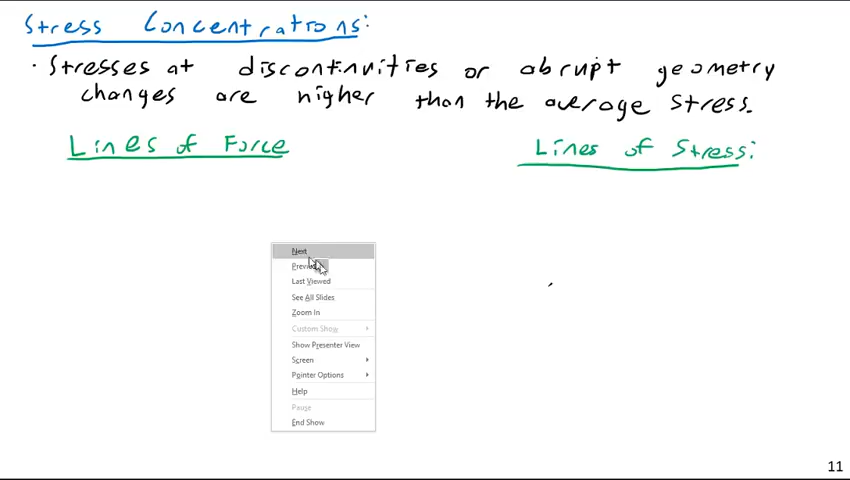 Stress Concentrations:
· Stresses at discontinuities or abrupt geometry
changes are higher than the average stress.
Lines of Force
Lines of Stress:
Next
Previous
Last Viewed
See All Slides
Zoom In
Custom Show
Show Presenter View
Screen
Pointer Options
Help
Pause
End Show
11